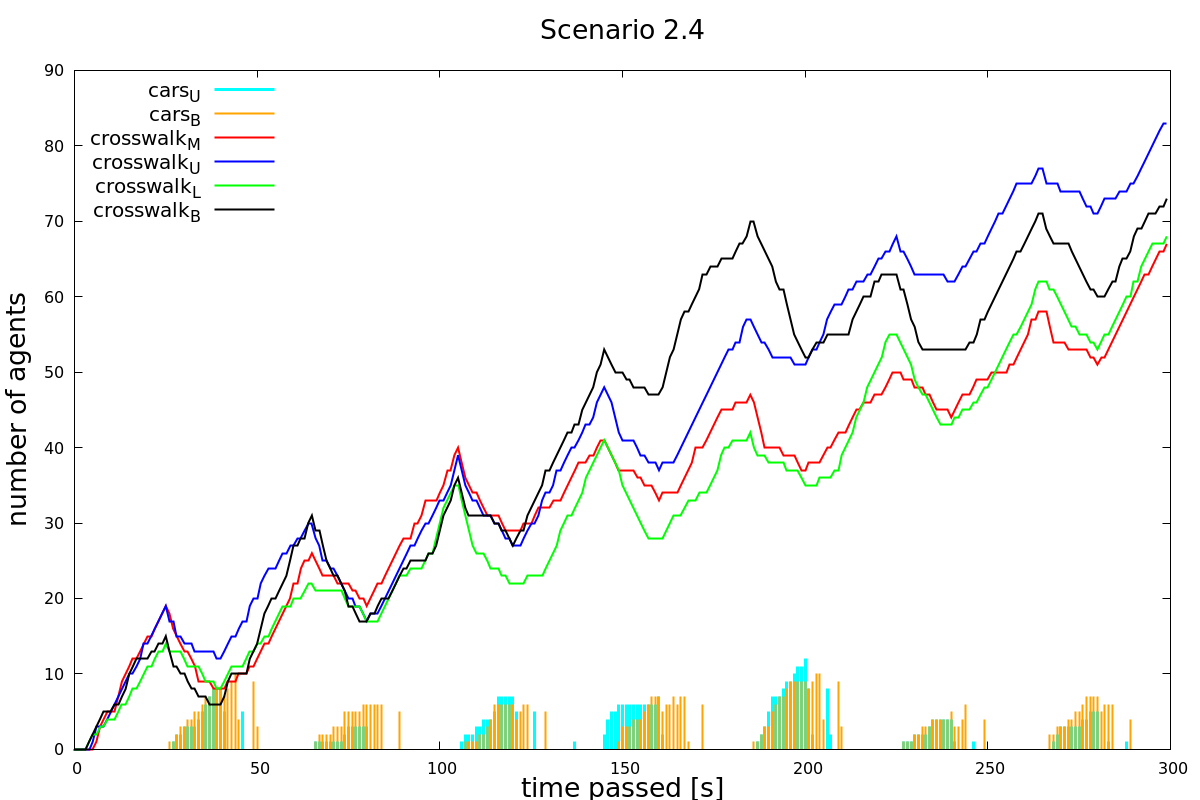 Scenario 2.4
90
80
70
60
50
40
30
20
10
0
number of agents
cars_U
cars_B
crosswalk_M
crosswalk_U
crosswalk_L
crosswalk_B
0 50 100 150 200 250 300
time passed [s]